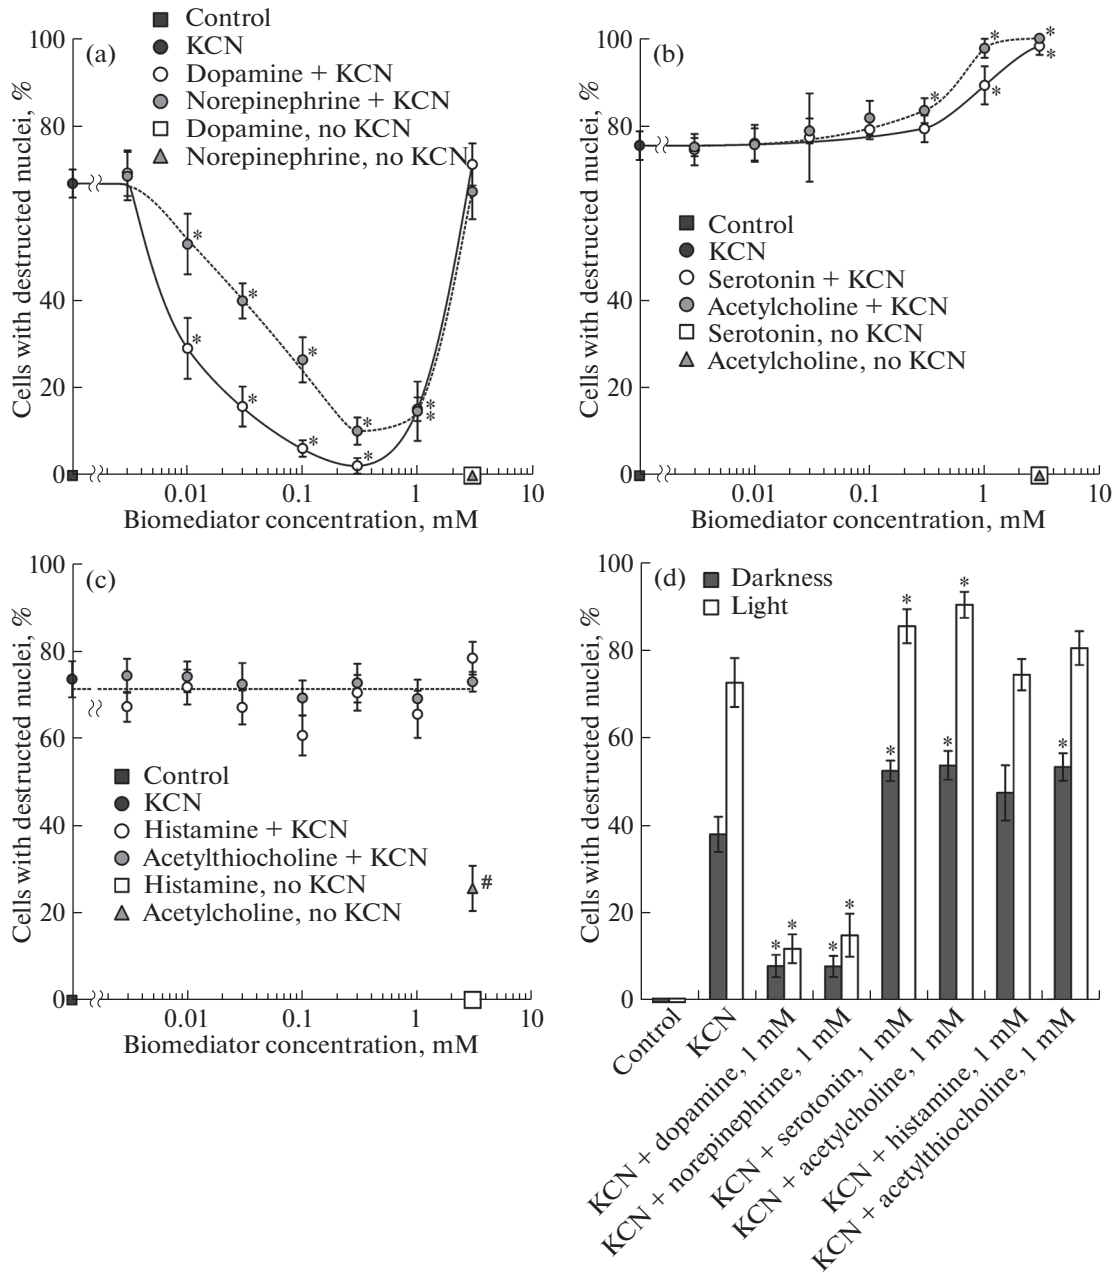 (a)
Control
KCN
Dopamine + KCN
Norepinephrine + KCN
Dopamine, no KCN
Norepinephrine, no KCN
Cells with destructed nuclei, %
100
80
40
20
0
* * * * * * * *
0.01 0.1 1 10
Biomediator concentration, mM
(b)
Cells with destructed nuclei, %
100
80
40
20
0
* * * * *
Control
KCN
Serotonin + KCN
Acetylcholine + KCN
Serotonin, no KCN
Acetylcholine, no KCN
0.01 0.1 1 10
Biomediator concentration, mM
(c)
Cells with destructed nuclei, %
100
80
60
40
20
0
Control
KCN
Histamine + KCN
Acetylthiocholine + KCN
Histamine, no KCN
Acetylcholine, no KCN
#
0.01 0.1 1 10
Biomediator concentration, mM
(d)
Darkness
Light
Cells with destructed nuclei, %
100
80
60
40
20
0
* * * * * * * * *
Control
KCN
KCN + dopamine, 1 mM
KCN + norepinephrine, 1 mM
KCN + serotonin, 1 mM
KCN + acetylcholine, 1 mM
KCN + histamine, 1 mM
KCN + acetylthiocholine, 1 mM